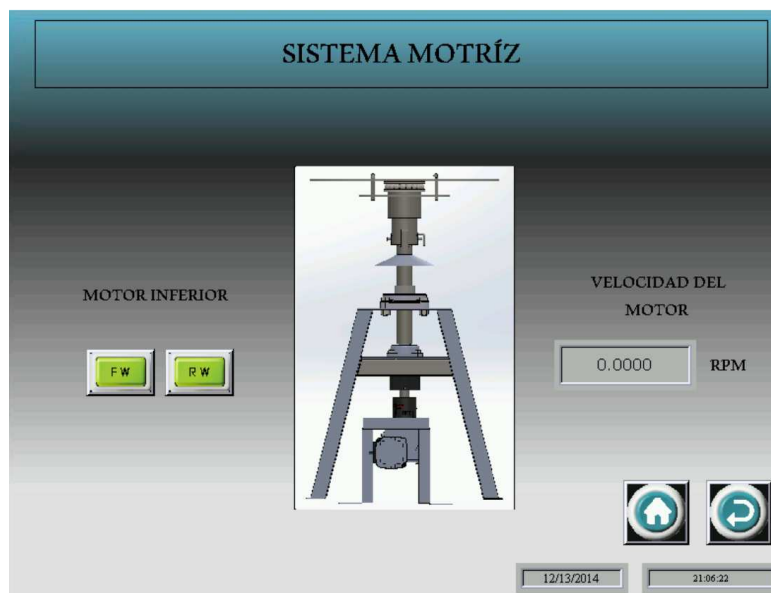 SISTEMA MOTRÍZ
MOTOR INFERIOR
FW
RW
VELOCIDAD DEL
MOTOR
0.0000 RPM
12/13/2014
21:06:22